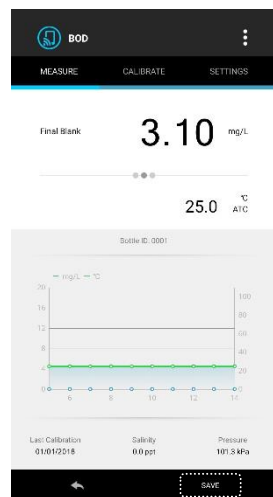 BOD
MEASURE CALIBRATE SETTINGS
Final Blank 3.10 mg/L
25.0 °C ATC
Bottle ID: 0001
mg/L °C
20 100
16 80
12 60
8 40
4 20
0 0
6 8 10 12 14
Last Calibration Salinity Pressure
01/01/2018 0.0 ppt 101.3 kPa
SAVE